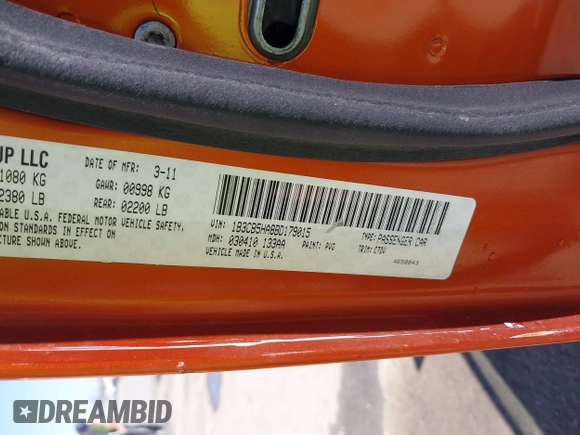 UP LLC
DATE OF MFR: 3-11
1080 KG
GAWR: 00998 KG
2380 LB
REAR: 02200 LB
ABLE U.S.A. FEDERAL MOTOR VEHICLE SAFETY,
ON STANDARDS IN EFFECT ON
CTURE SHOWN ABOVE.
VIN: 1B3CB5HA8BD179015
TYPE: PASSENGER CAR
MDH: 030410 133AA
PAINT: PVG
TRIM: C7DV
VEHICLE MADE IN U.S.A.
DREAMBID